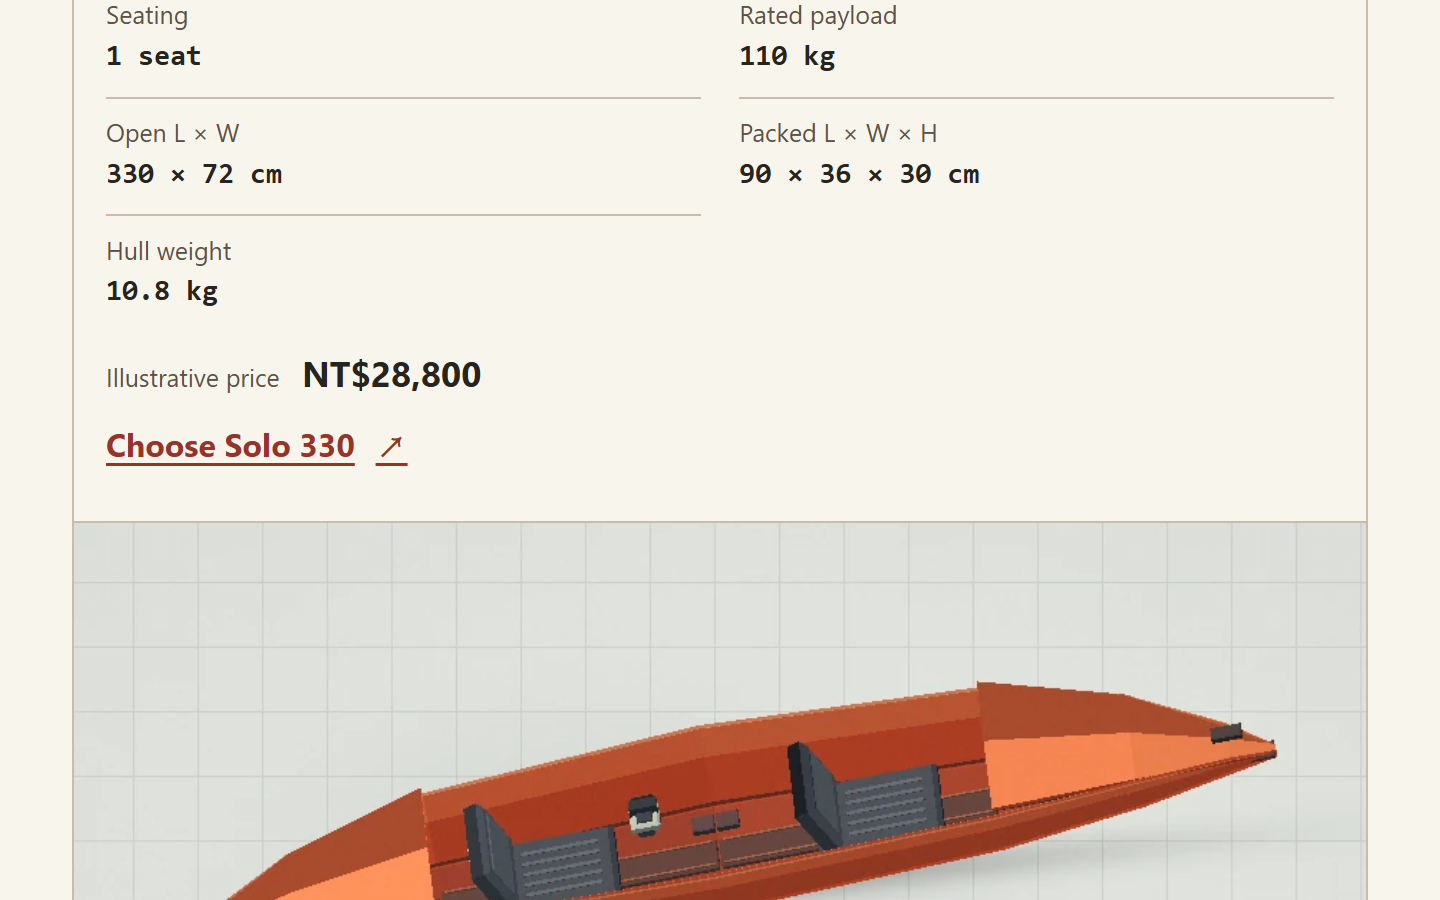 Seating
1 seat
Rated payload
110 kg
Open L × W
330 × 72 cm
Packed L × W × H
90 × 36 × 30 cm
Hull weight
10.8 kg
Illustrative price NT$28,800
Choose Solo 330 ↗